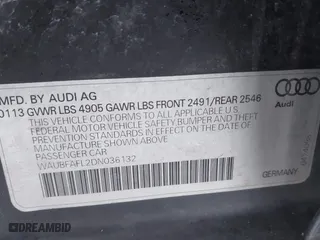 MFD. BY AUDI AG
0113 GVWR LBS 4905 GAWR LBS FRONT 2491/REAR 2546
THIS VEHICLE CONFORMS TO ALL APPLICABLE U.S.
FEDERAL MOTOR VEHICLE SAFETY, BUMPER AND THEFT
PREVENTION STANDARDS IN EFFECT ON THE DATE OF
MANUFACTURE SHOWN ABOVE.
PASSENGER CAR
WAUBFAFL2DN036132
Audi
GERMANY
DREAMBID